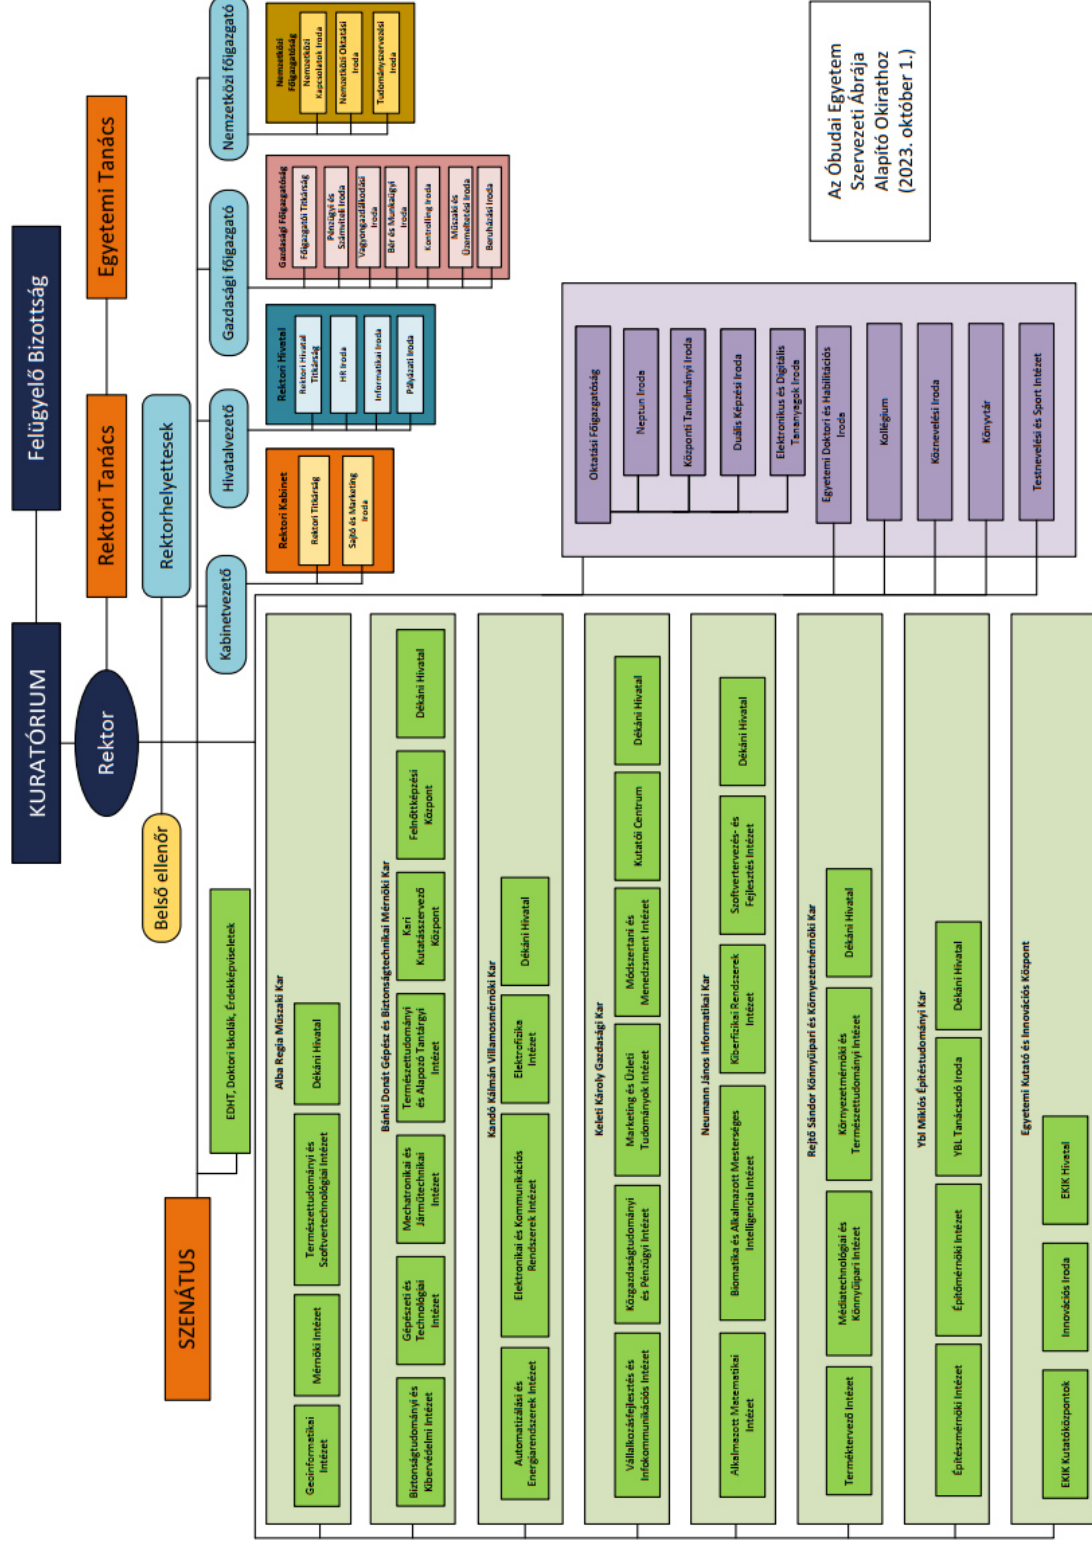 KURATÓRIUM
Felügyelő Bizottság
Rektor
Rektori Tanács
Egyetemi Tanács
Belső ellenőr
Rektorhelyettesek
SZENÁTUS
EDHT, Doktori Iskolák, Érdekképviseletek
Kabinetvezető
Hivatalvezető
Gazdasági főigazgató
Nemzetközi főigazgató
Rektori Kabinet
Rektori Titkárság
Sajtó és Marketing
Iroda
Rektori Hivatal
Rektori Hivatal
Titkárság
HR Iroda
Informatikai Iroda
Pályázati Iroda
Gazdasági Főigazgatóság
Főigazgatói Titkárság
Pénzügyi és
Számviteli Iroda
Vagyongazdálkodási
Iroda
Bér és Munkaügyi
Iroda
Kontrolling Iroda
Műszaki és
Üzemeltetési Iroda
Beruházási Iroda
Nemzetközi
Főigazgatóság
Nemzetközi
Kapcsolatok Iroda
Nemzetközi Oktatási
Iroda
Tudományszervezési
Iroda
Alba Regia Műszaki Kar
Geoinformatikai
Intézet
Mérnöki Intézet
Természettudományi és
Szoftvertechnológiai Intézet
Dékáni Hivatal
Bánki Donát Gépész és Biztonságtechnikai Mérnöki Kar
Biztonságtudományi és
Kibervédelmi Intézet
Gépészeti és
Technológiai
Intézet
Mechatronikai és
Járműtechnikai
Intézet
Természettudományi
és Alapozó Tantárgyi
Intézet
Kari
Kutatásszervező
Központ
Felnőttképzési
Központ
Dékáni Hivatal
Kandó Kálmán Villamosmérnöki Kar
Automatizálási és
Energiarendszerek Intézet
Elektronikai és Kommunikációs
Rendszerek Intézet
Elektrofizika
Intézet
Dékáni Hivatal
Keleti Károly Gazdasági Kar
Vállalkozásfejlesztés és
Infokommunikációs Intézet
Közgazdaságtudományi
és Pénzügyi Intézet
Marketing és Üzleti
Tudományok Intézet
Módszertani és
Menedzsment Intézet
Kutatói Centrum
Dékáni Hivatal
Neumann János Informatikai Kar
Alkalmazott Matematikai
Intézet
Biomatika és Alkalmazott Mesterséges
Intelligencia Intézet
Kiberfizikai Rendszerek
Intézet
Szoftvertervezés- és
Fejlesztés Intézet
Dékáni Hivatal
Rejtő Sándor Könnyűipari és Környezetmérnöki Kar
Terméktervező Intézet
Médiatechnológiai és
Könnyűipari Intézet
Környezetmérnöki és
Természettudományi Intézet
Dékáni Hivatal
Ybl Miklós Építéstudományi Kar
Építészmérnöki Intézet
Építőmérnöki Intézet
YBL Tanácsadó Iroda
Dékáni Hivatal
Egyetemi Kutató és Innovációs Központ
EKIK Kutatóközpontok
Innovációs Iroda
EKIK Hivatal
Oktatási Főigazgatóság
Neptun Iroda
Központi Tanulmányi Iroda
Duális Képzési Iroda
Elektronikus és Digitális
Tananyagok Iroda
Egyetemi Doktori és Habilitációs
Iroda
Kollégium
Köznevelési Iroda
Könyvtár
Testnevelési és Sport Intézet
Az Óbudai Egyetem
Szervezeti Ábrája
Alapító Okirathoz
(2023. október 1.)